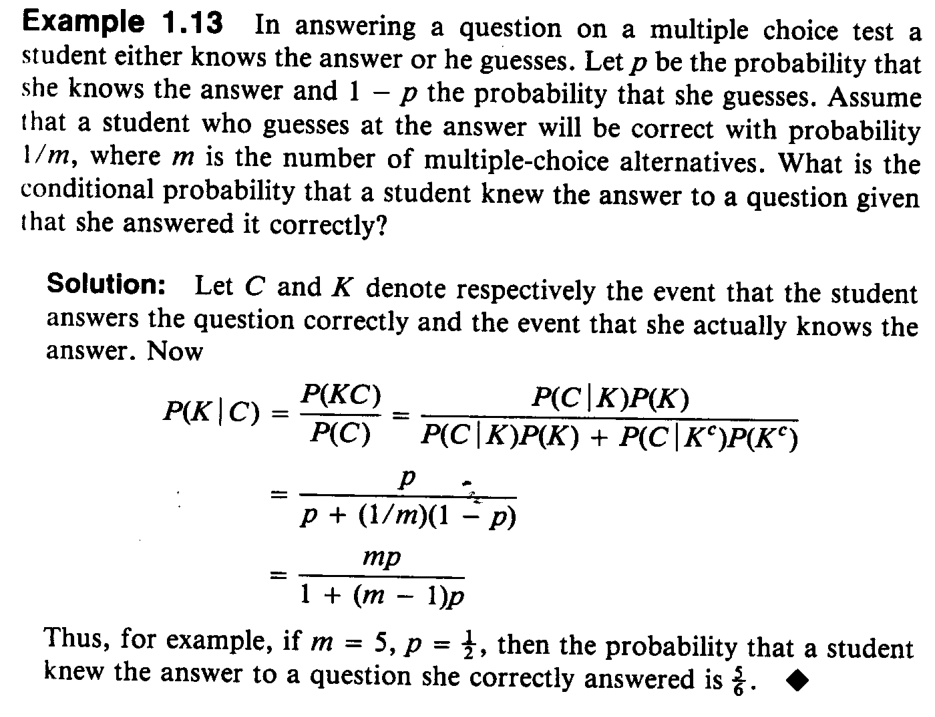 Example 1.13 In answering a question on a multiple choice test a
student either knows the answer or he guesses. Let p be the probability that
she knows the answer and 1 − p the probability that she guesses. Assume
that a student who guesses at the answer will be correct with probability
1/m, where m is the number of multiple-choice alternatives. What is the
conditional probability that a student knew the answer to a question given
that she answered it correctly?
Solution: Let C and K denote respectively the event that the student
answers the question correctly and the event that she actually knows the
answer. Now
P(K|C) = P(KC)/P(C) = P(C|K)P(K)/(P(C|K)P(K) + P(C|Kᶜ)P(Kᶜ))
= p/(p + (1/m)(1 − p))
= mp/(1 + (m − 1)p)
Thus, for example, if m = 5, p = ½, then the probability that a student
knew the answer to a question she correctly answered is ⅚. ◆